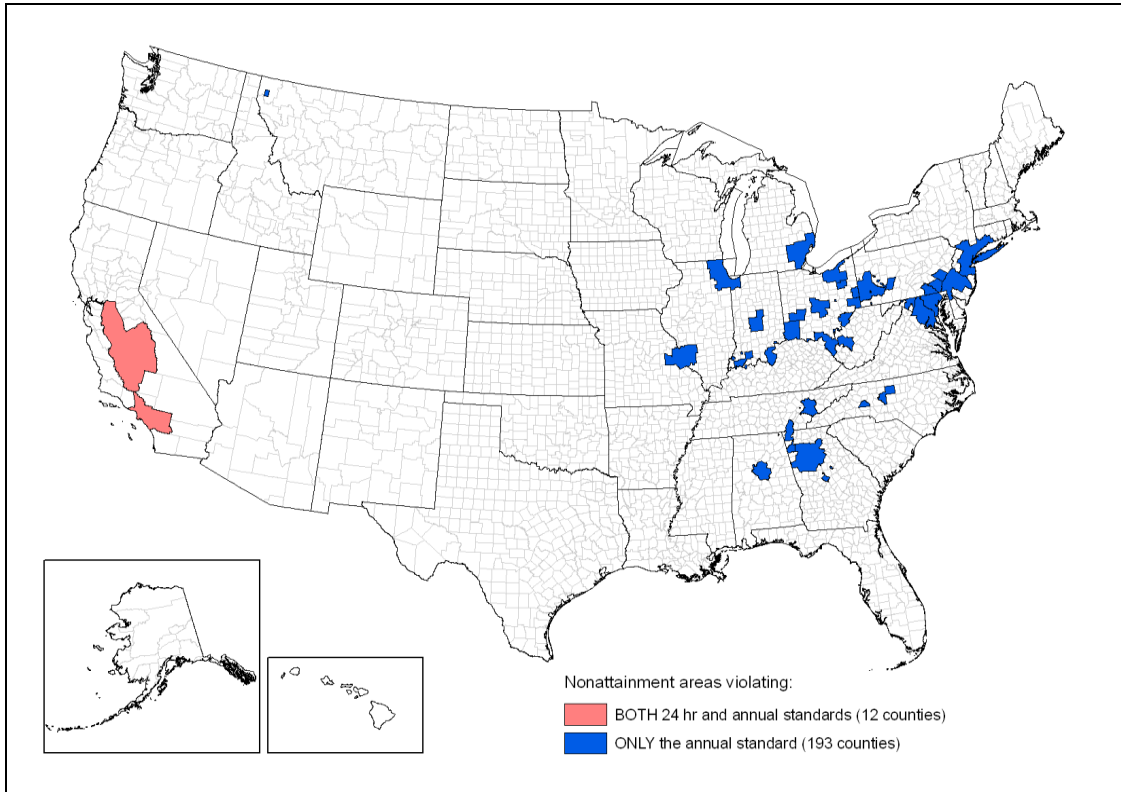 Nonattainment areas violating:
BOTH 24 hr and annual standards (12 counties)
ONLY the annual standard (193 counties)